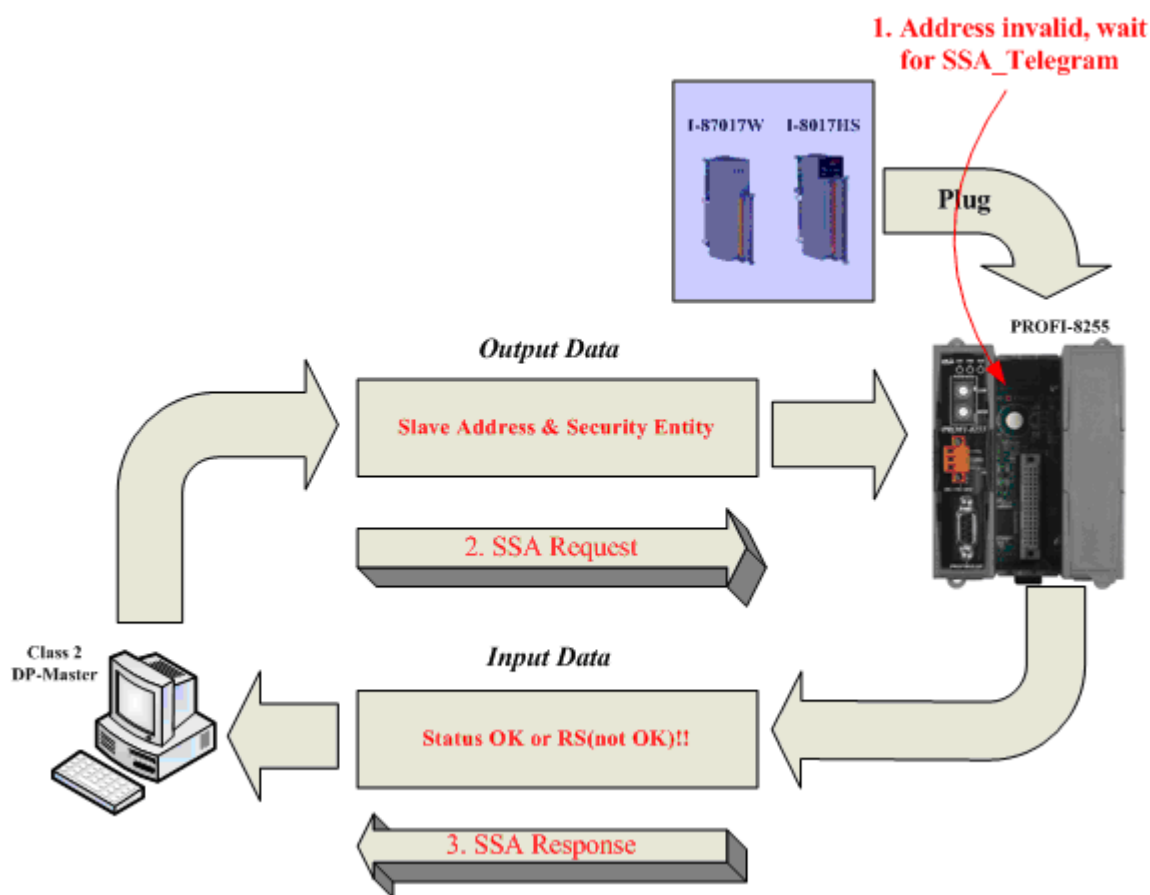 1. Address invalid, wait
for SSA_Telegram
I-87017W
I-8017HS
Plug
PROFI-8255
Output Data
Slave Address & Security Entity
2. SSA Request
Class 2
DP-Master
Input Data
Status OK or RS(not OK)!!
3. SSA Response